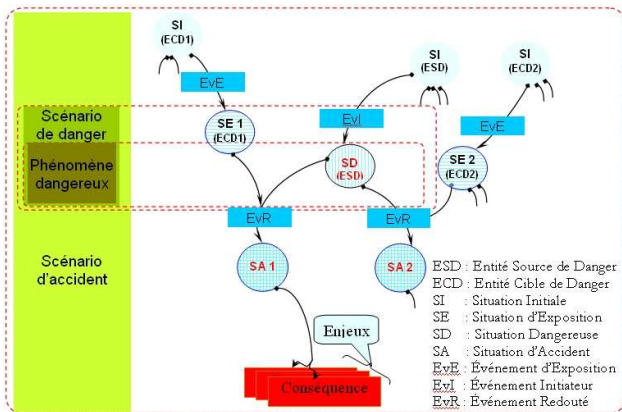 SI
(ECD1)
SI
(ESD)
SI
(ECD2)
EvE
Scénario
de danger
SE 1
(ECD1)
EvI
EvE
Phénomène
dangereux
SD
(ESD)
SE 2
(ECD2)
EvR
EvR
Scénario
d'accident
SA 1
SA 2
Enjeux
Conséquence
ESD : Entité Source de Danger
ECD : Entité Cible de Danger
SI : Situation Initiale
SE : Situation d'Exposition
SD : Situation Dangereuse
SA : Situation d'Accident
EvE : Événement d'Exposition
EvI : Événement Initiateur
EvR : Événement Redouté